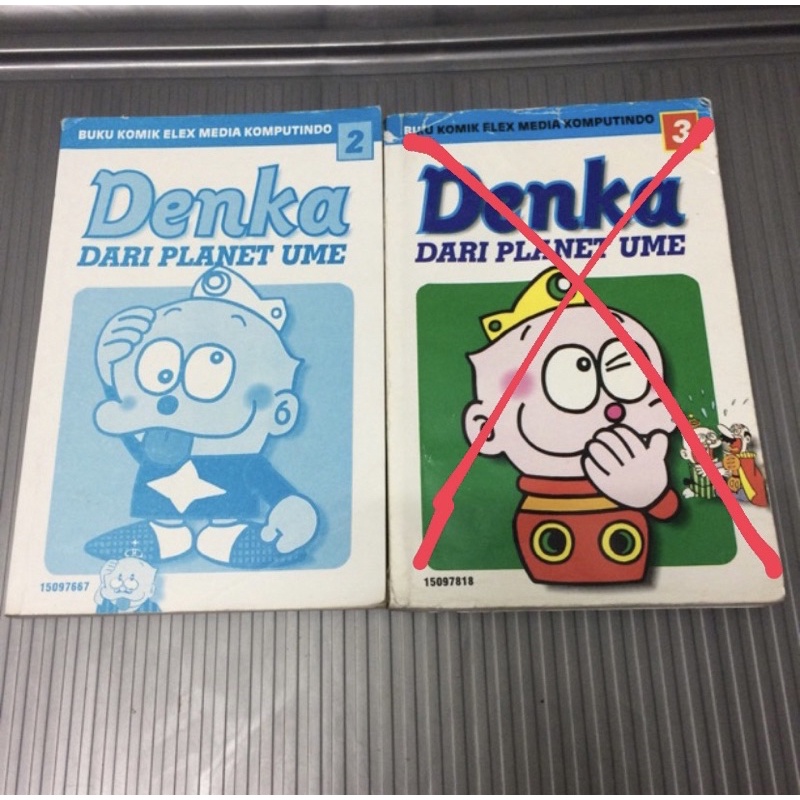 BUKU KOMIK ELEX MEDIA KOMPUTINDO 2
Denka
DARI PLANET UME
15097667
BUKU KOMIK ELEX MEDIA KOMPUTINDO 3
Denka
DARI PLANET UME
15097818